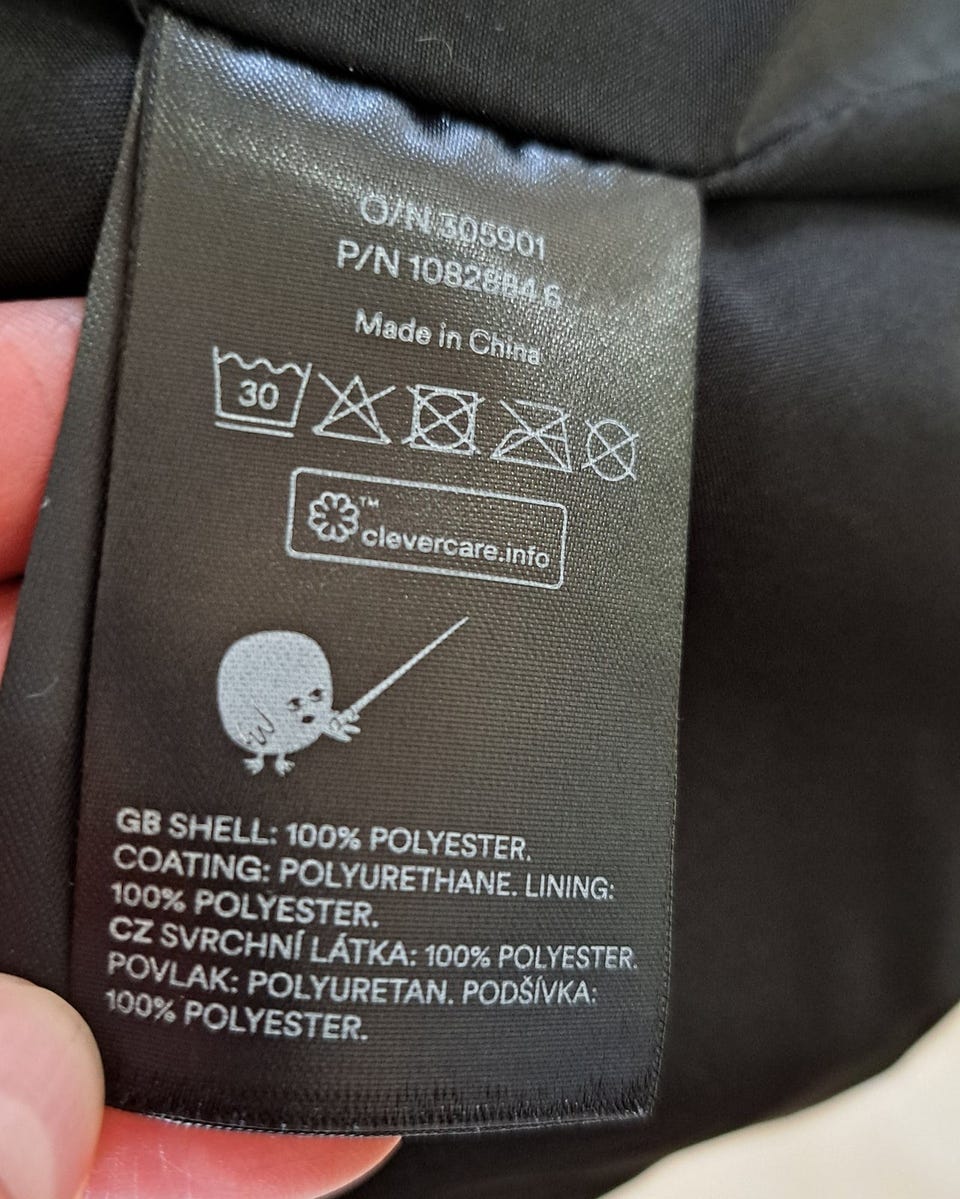 O/N 305901
P/N 1082884.6
Made in China
30
™
clevercare.info
GB SHELL: 100% POLYESTER.
COATING: POLYURETHANE. LINING:
100% POLYESTER.
CZ SVRCHNÍ LÁTKA: 100% POLYESTER.
POVLAK: POLYURETAN. PODŠÍVKA:
100% POLYESTER.